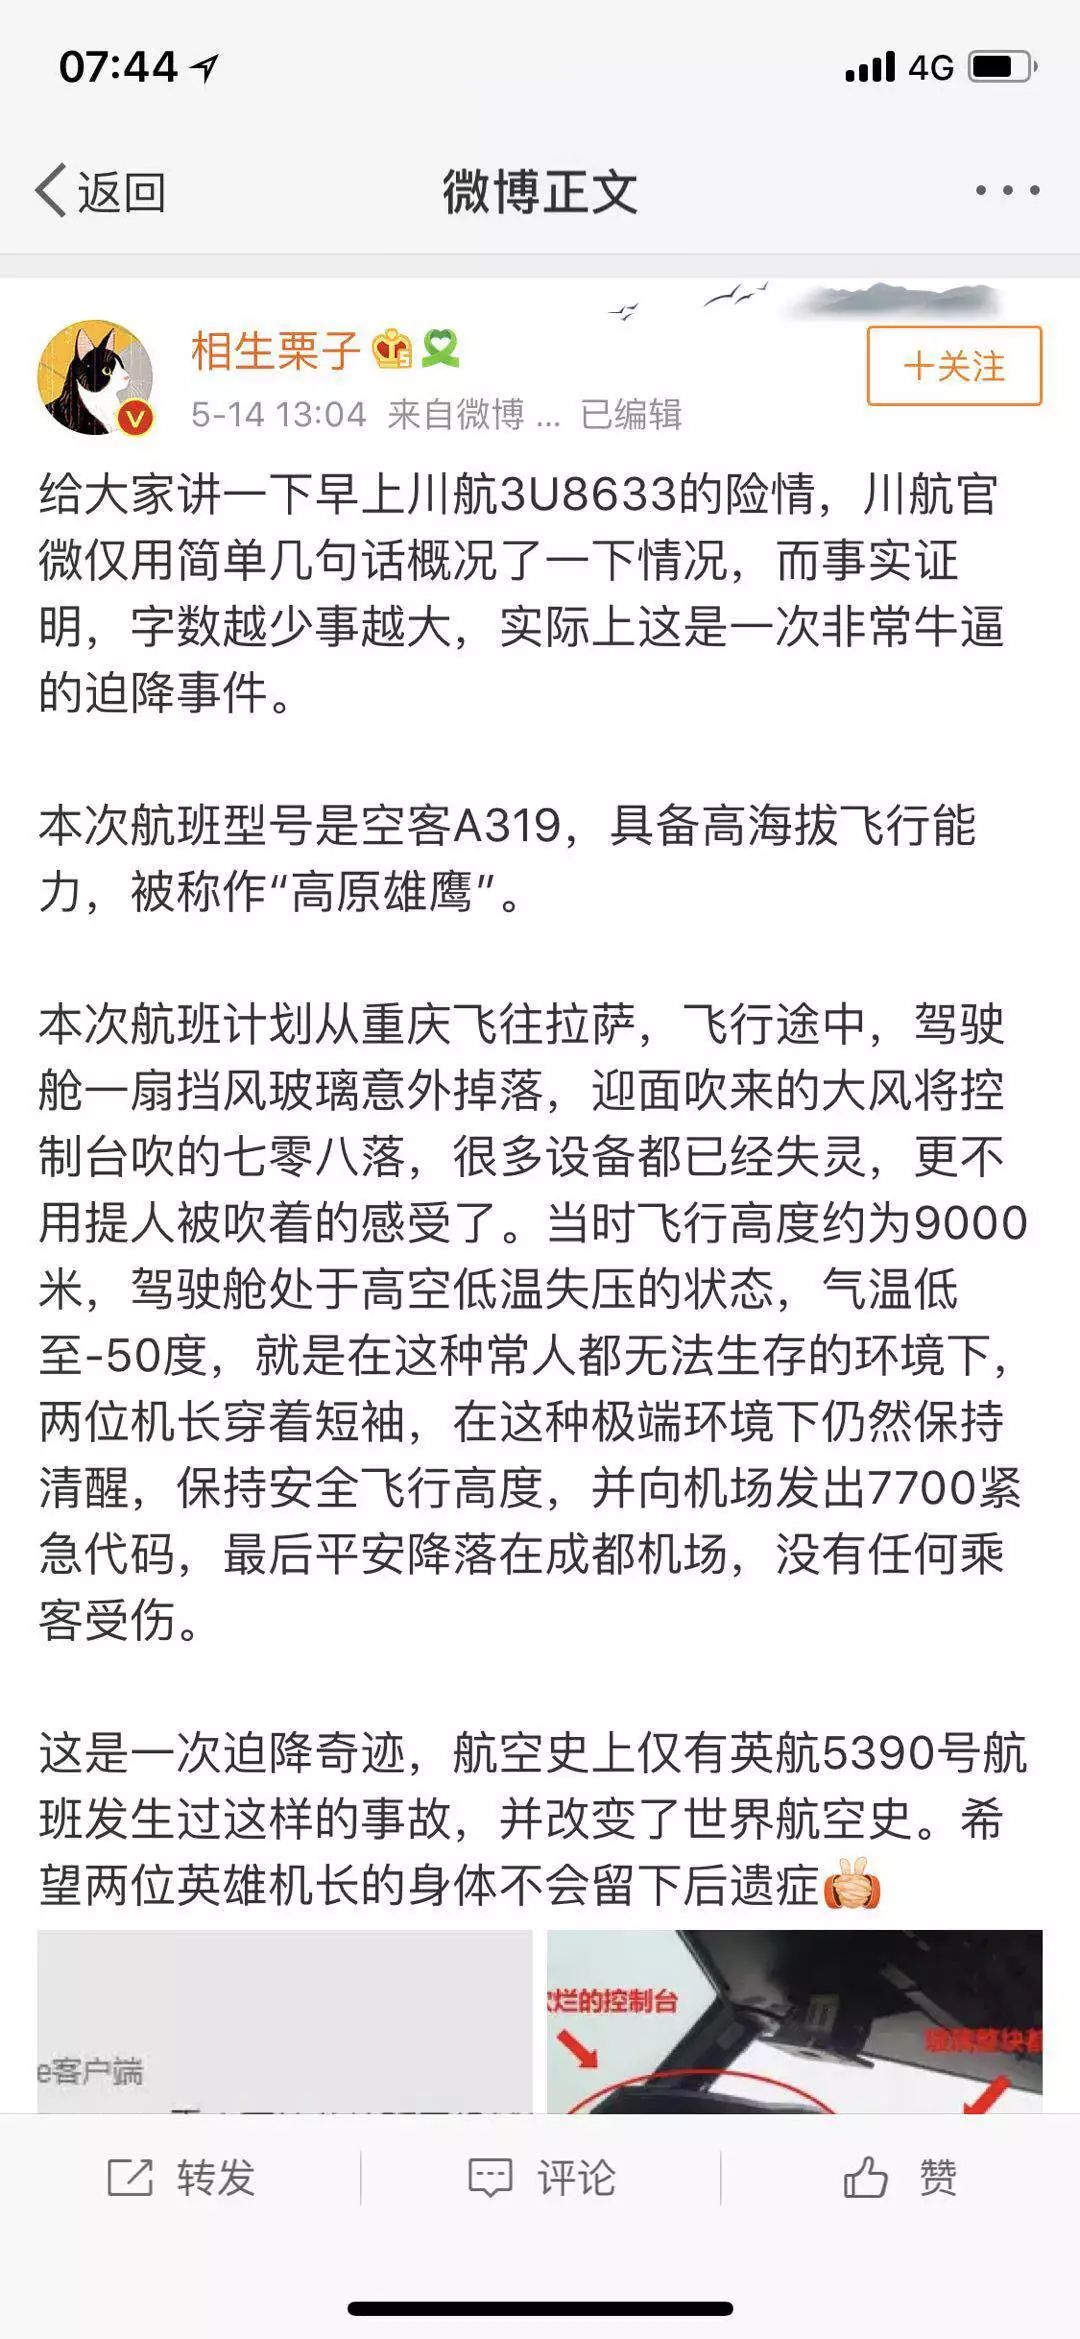 07:44
4G
返回
微博正文
相生栗子
5-14 13:04 来自微博 ... 已编辑
+关注
给大家讲一下早上川航3U8633的险情，川航官
微仅用简单几句话概况了一下情况，而事实证
明，字数越少事越大，实际上这是一次非常牛逼
的迫降事件。
本次航班型号是空客A319，具备高海拔飞行能
力，被称作“高原雄鹰”。
本次航班计划从重庆飞往拉萨，飞行途中，驾驶
舱一扇挡风玻璃意外掉落，迎面吹来的大风将控
制台吹的七零八落，很多设备都已经失灵，更不
用提人被吹着的感受了。当时飞行高度约为9000
米，驾驶舱处于高空低温失压的状态，气温低
至-50度，就是在这种常人都无法生存的环境下，
两位机长穿着短袖，在这种极端环境下仍然保持
清醒，保持安全飞行高度，并向机场发出7700紧
急代码，最后平安降落在成都机场，没有任何乘
客受伤。
这是一次迫降奇迹，航空史上仅有英航5390号航
班发生过这样的事故，并改变了世界航空史。希
望两位英雄机长的身体不会留下后遗症
e客户端
烂的控制台
玻璃整块都
转发
评论
赞